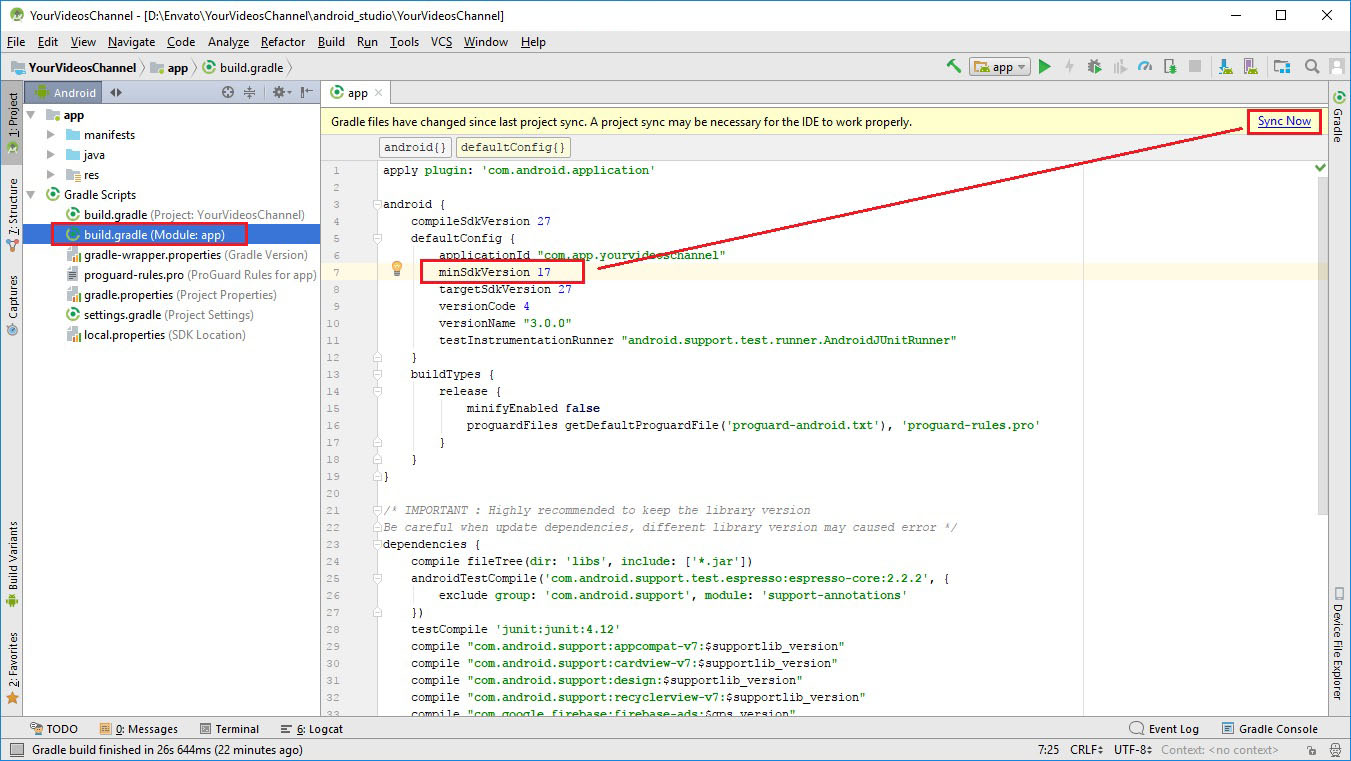 YourVideosChannel - [D:\Envato\YourVideosChannel\android_studio\YourVideosChannel]
File Edit View Navigate Code Analyze Refactor Build Run Tools VCS Window Help
YourVideosChannel app build.gradle app
Android
app
1: Project
Z: Structure
Captures
Build Variants
2: Favorites
app
manifests
java
res
Gradle Scripts
build.gradle (Project: YourVideosChannel)
build.gradle (Module: app)
gradle-wrapper.properties (Gradle Version)
proguard-rules.pro (ProGuard Rules for app)
gradle.properties (Project Properties)
settings.gradle (Project Settings)
local.properties (SDK Location)
Gradle files have changed since last project sync. A project sync may be necessary for the IDE to work properly. Sync Now
android{} defaultConfig{}
1 apply plugin: 'com.android.application'
2
3 android {
4 compileSdkVersion 27
5 defaultConfig {
6 applicationId "com.app.yourvideoschannel"
7 minSdkVersion 17
8 targetSdkVersion 27
9 versionCode 4
10 versionName "3.0.0"
11 testInstrumentationRunner "android.support.test.runner.AndroidJUnitRunner"
12 }
13 buildTypes {
14 release {
15 minifyEnabled false
16 proguardFiles getDefaultProguardFile('proguard-android.txt'), 'proguard-rules.pro'
17 }
18 }
19 }
20
21 /* IMPORTANT : Highly recommended to keep the library version
22 Be careful when update dependencies, different library version may caused error */
23 dependencies {
24 compile fileTree(dir: 'libs', include: ['*.jar'])
25 androidTestCompile('com.android.support.test.espresso:espresso-core:2.2.2', {
26 exclude group: 'com.android.support', module: 'support-annotations'
27 })
28 testCompile 'junit:junit:4.12'
29 compile "com.android.support:appcompat-v7:$supportlib_version"
30 compile "com.android.support:cardview-v7:$supportlib_version"
31 compile "com.android.support:design:$supportlib_version"
32 compile "com.android.support:recyclerview-v7:$supportlib_version"
33 compile "com.google.firebase:firebase-ads:$gps_version"
Gradle
Device File Explorer
TODO 0: Messages Terminal 6: Logcat Event Log Gradle Console
Gradle build finished in 26s 644ms (22 minutes ago) 7:25 CRLF UTF-8 Context: <no context>